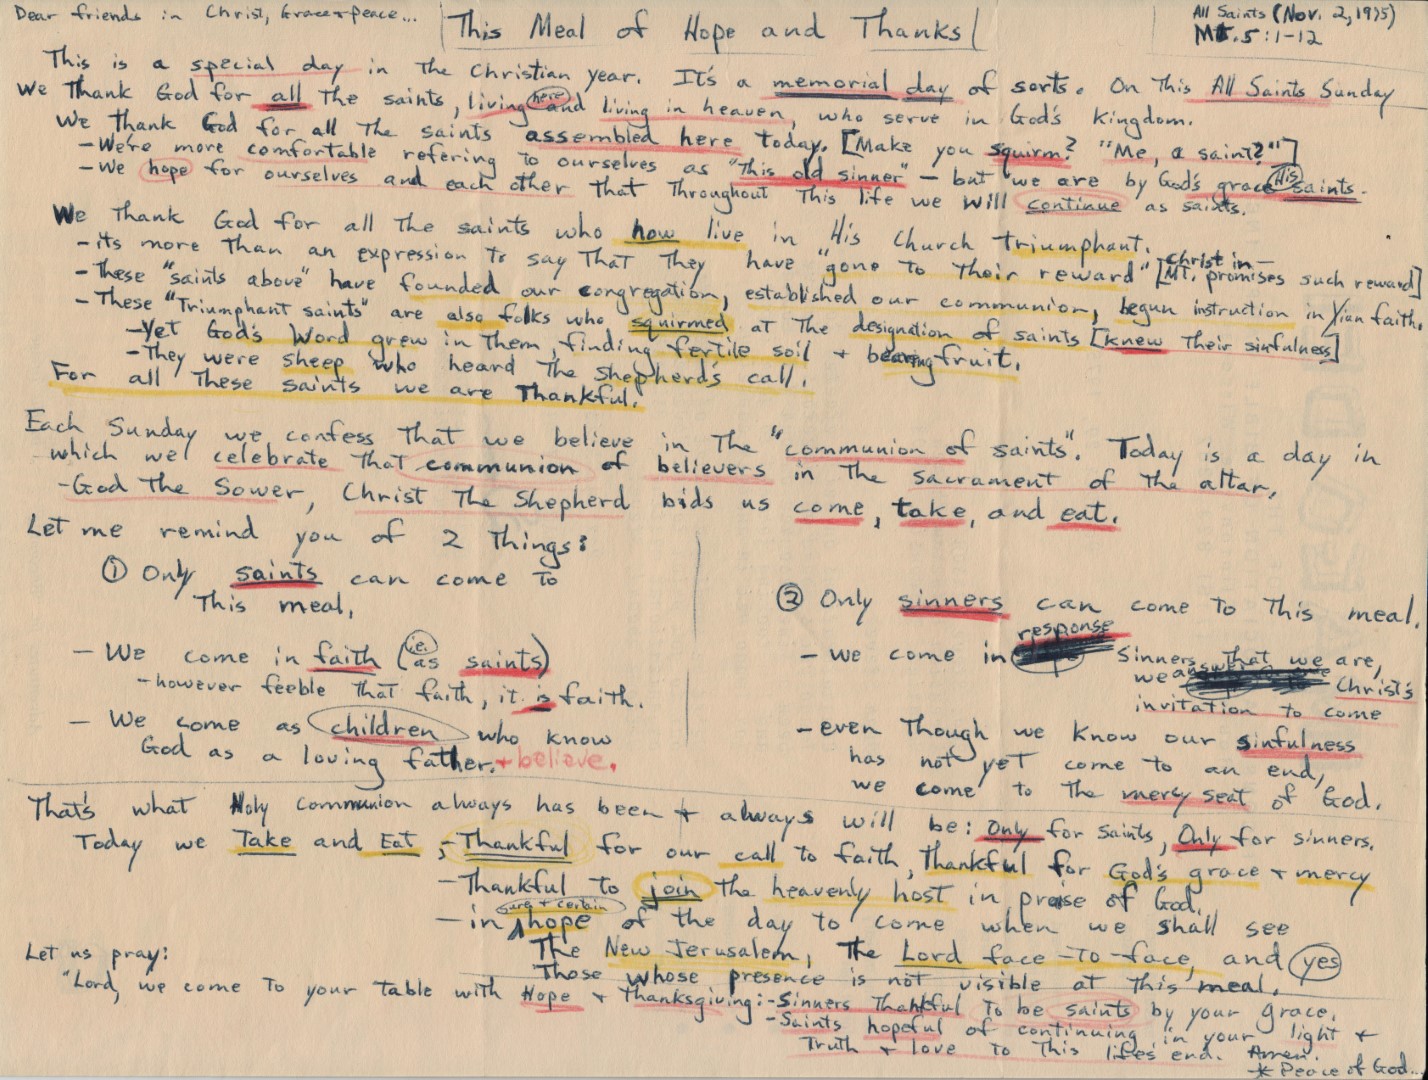 Dear friends in Christ, Grace + peace...
This Meal of Hope and Thanks
All Saints (Nov. 2, 1975)
Mt. 5:1-12
This is a special day in the Christian year. It's a memorial day of sorts. On this All Saints Sunday
we thank God for all the saints, living here and living in heaven, who serve in God's kingdom.
We thank God for all the saints assembled here today. [Make you squirm? "Me, a saint?"]
- We're more comfortable refering to ourselves as "this old sinner" - but we are by God's grace His saints.
- We hope for ourselves and each other that throughout this life we will continue as saints.
We thank God for all the saints who now live in His Church triumphant.
- its more than an expression to say that they have "gone to their reward" [Christ in - Mt. promises such reward]
- These "saints above" have founded our congregation, established our communion, begun instruction in Xian faith.
- These "Triumphant saints" are also folks who squirmed at the designation of saints [knew their sinfulness]
- Yet God's Word grew in them, finding fertile soil + bearing fruit.
- They were sheep who heard the Shepherd's call.
For all these saints we are Thankful.
Each Sunday we confess that we believe in the "communion of saints". Today is a day in
which we celebrate that communion of believers in the sacrament of the altar.
- God the Sower, Christ the Shepherd bids us come, take, and eat.
Let me remind you of 2 things:
① Only saints can come to
this meal.
- We come in faith (i.e. as saints)
- however feeble that faith, it is faith.
- We come as children who know
God as a loving father. + believe.
② Only sinners can come to this meal.
- we come in response
Sinners that we are,
we answer Christ's
invitation to come
- even though we know our sinfulness
has not yet come to an end,
we come to the mercy seat of God.
That's what Holy Communion always has been + always will be: Only for saints, Only for sinners.
Today we Take and Eat, - Thankful for our call to faith, thankful for God's grace + mercy
- Thankful to join the heavenly host in praise of God.
- in sure + certain hope of the day to come when we shall see
The New Jerusalem, the Lord face-to-face, and yes
Those whose presence is not visible at this meal.
Let us pray:
"Lord, we come to your table with Hope + Thanksgiving: - Sinners thankful to be saints by your grace.
- Saints hopeful of continuing in your light +
truth + love to this life's end. Amen.
* Peace of God...